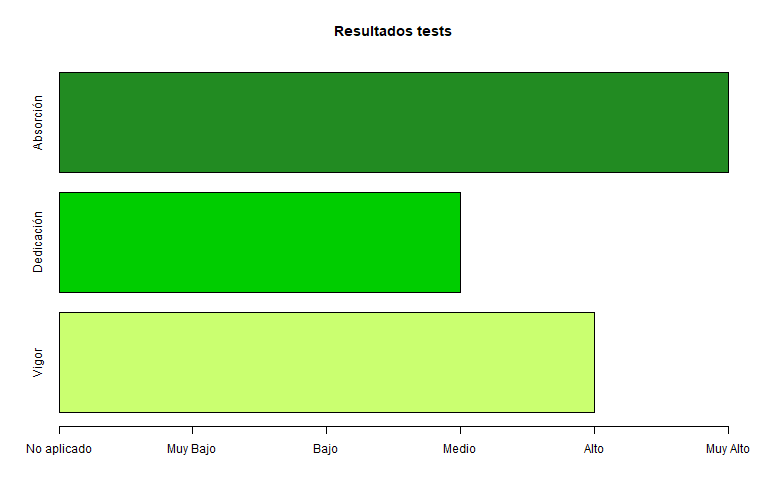 Resultados tests
Absorción
Dedicación
Vigor
No aplicado
Muy Bajo
Bajo
Medio
Alto
Muy Alto